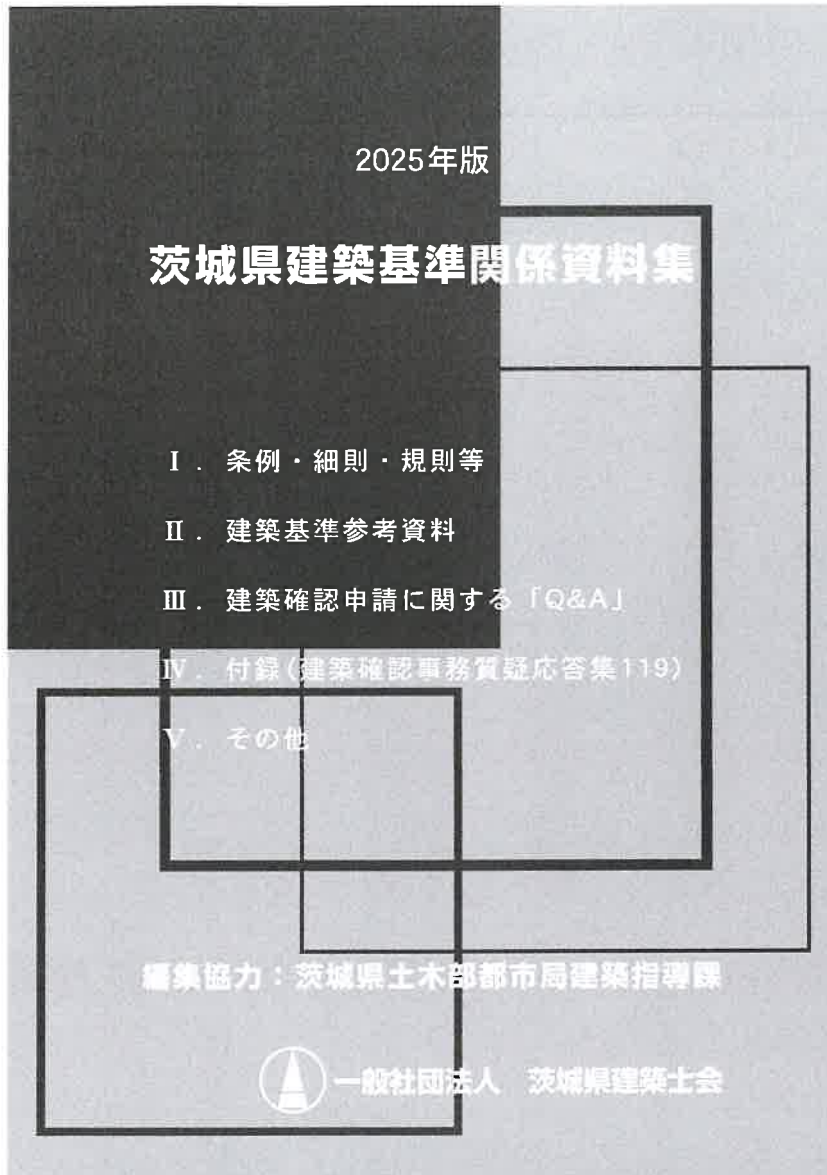 2025年版
茨城県建築基準関係資料集
Ⅰ. 条例・細則・規則等
Ⅱ. 建築基準参考資料
Ⅲ. 建築確認申請に関する「Q&A」
Ⅳ. 付録(建築確認事務質疑応答集119)
Ⅴ. その他
編集協力：茨城県土木部都市局建築指導課
一般社団法人 茨城県建築士会